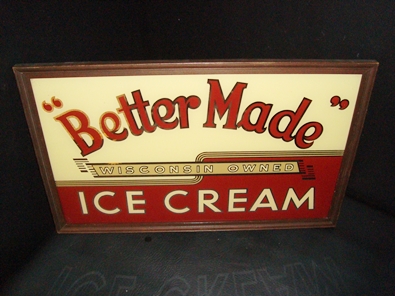 "Better Made"
WISCONSIN OWNED
ICE CREAM